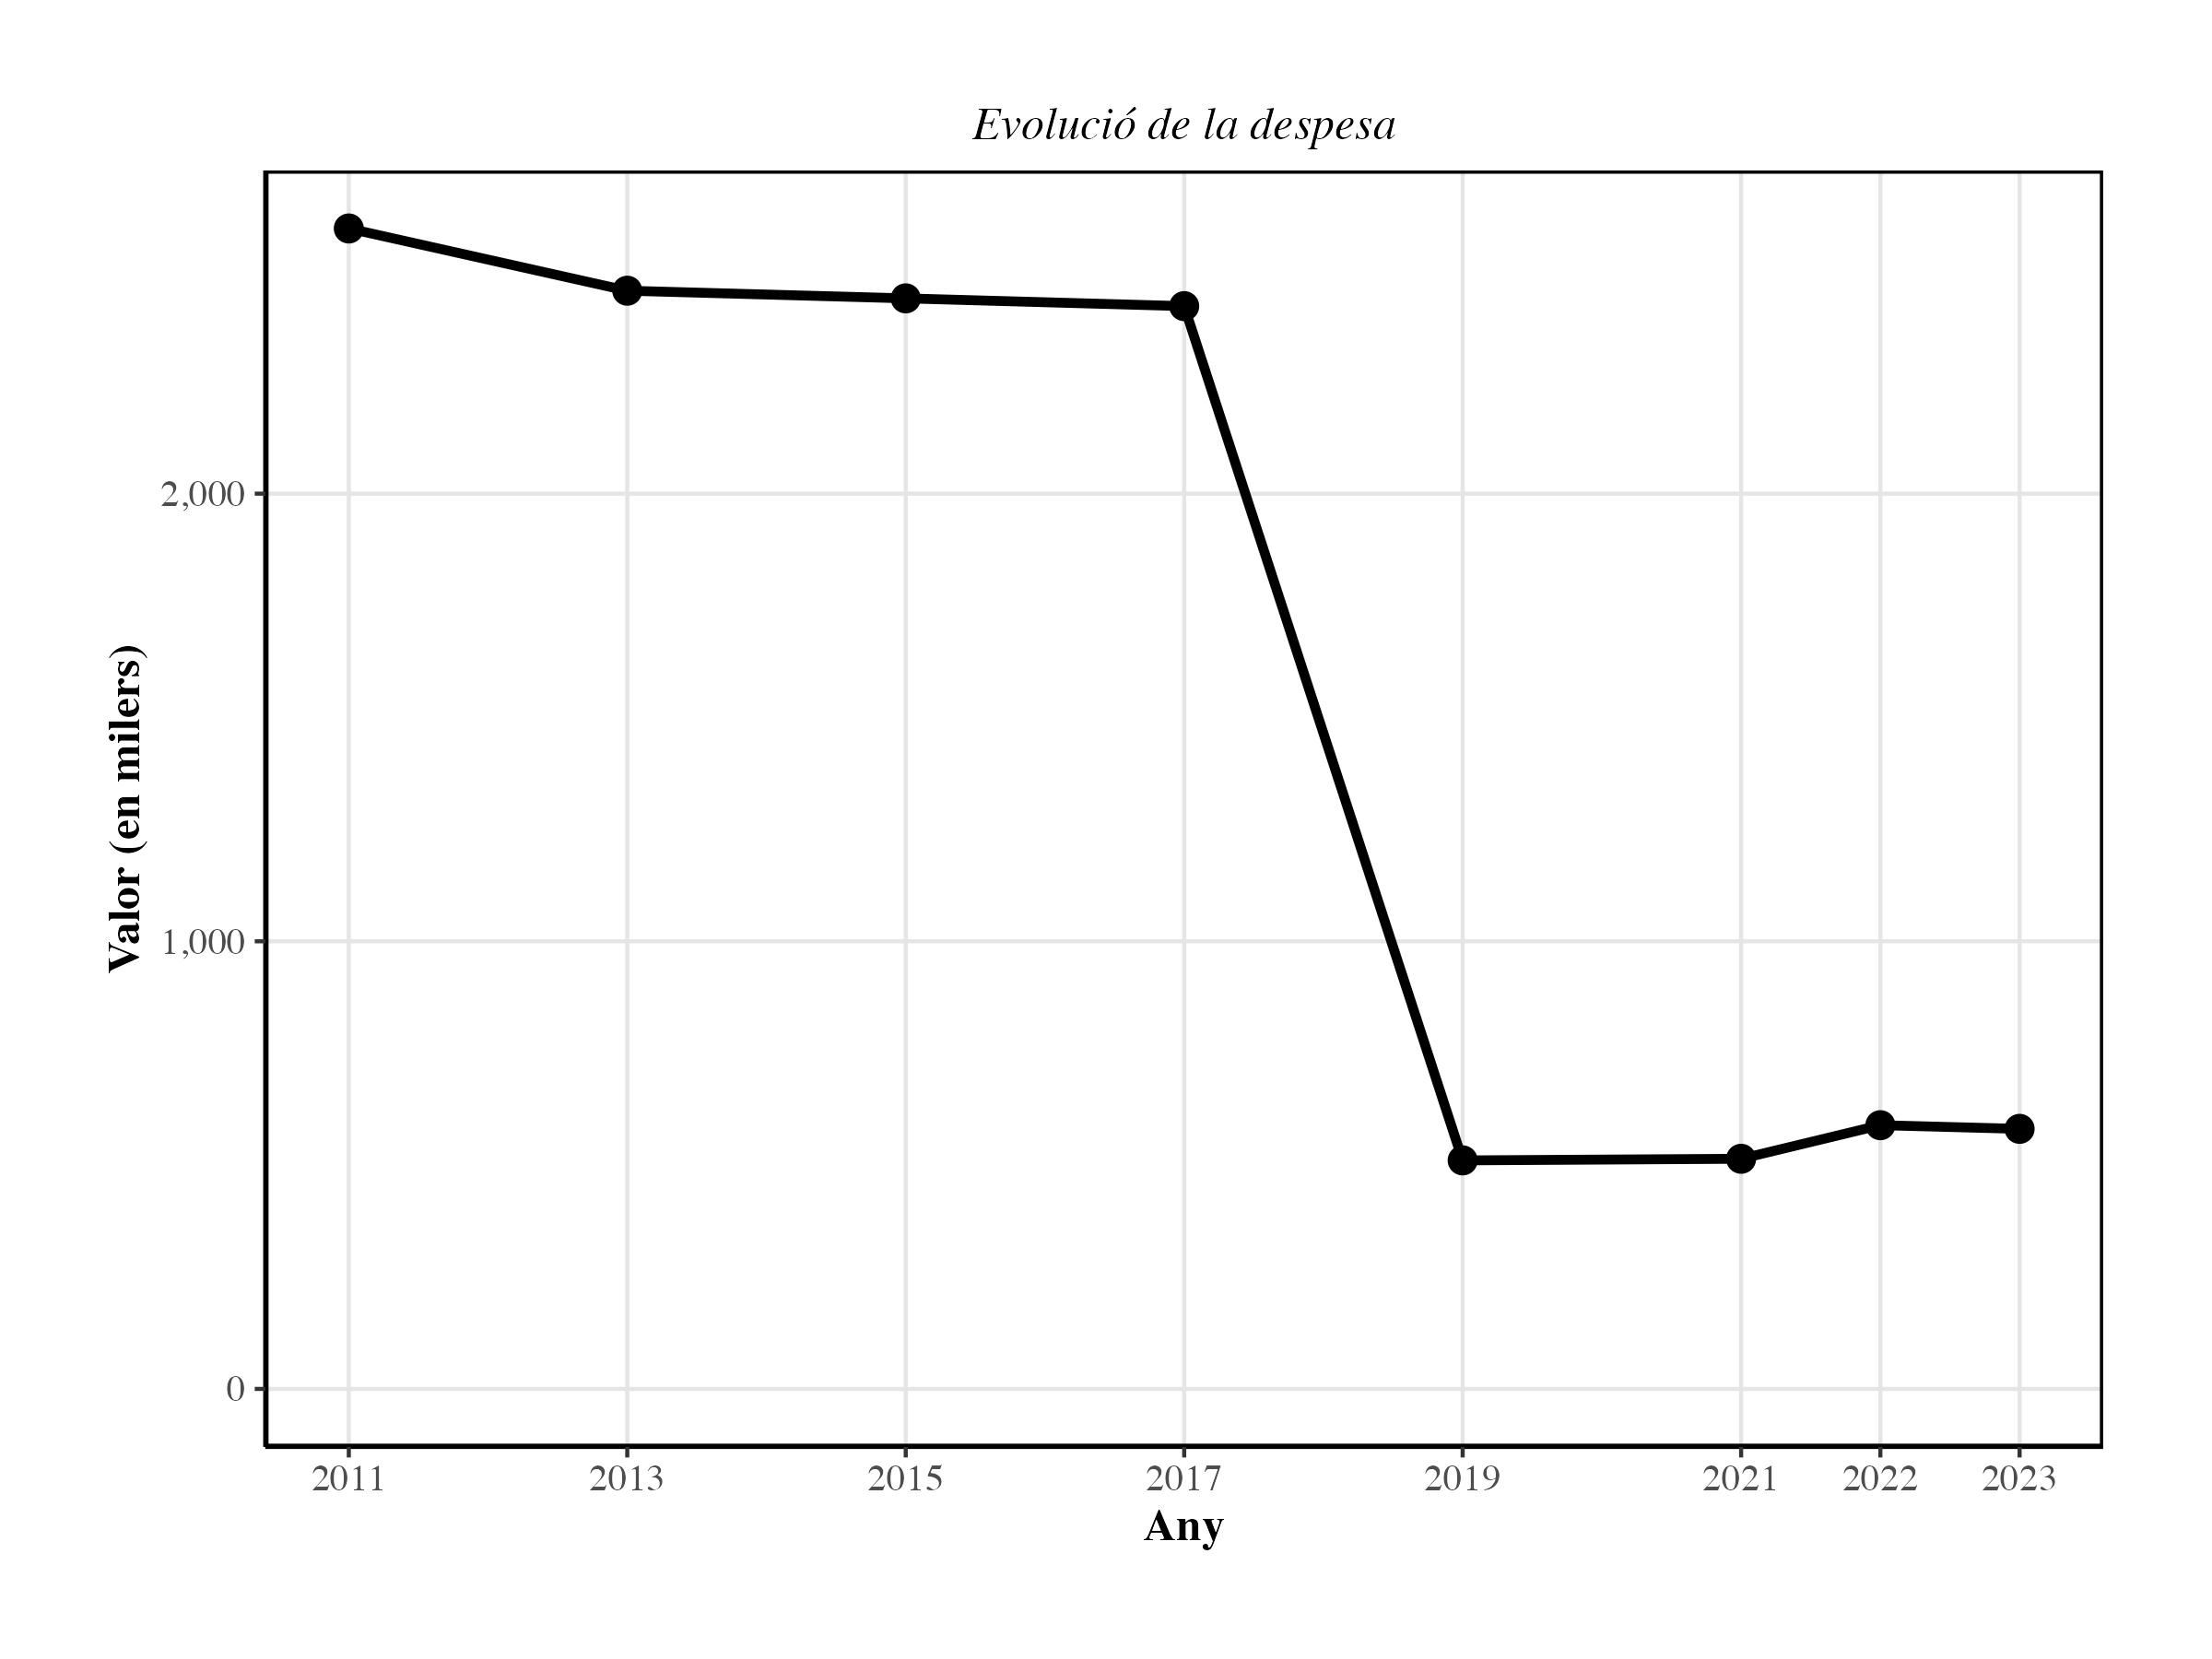 Evolució de la despesa
Valor (en milers)
2,000
1,000
0
2011 2013 2015 2017 2019 2021 2022 2023
Any